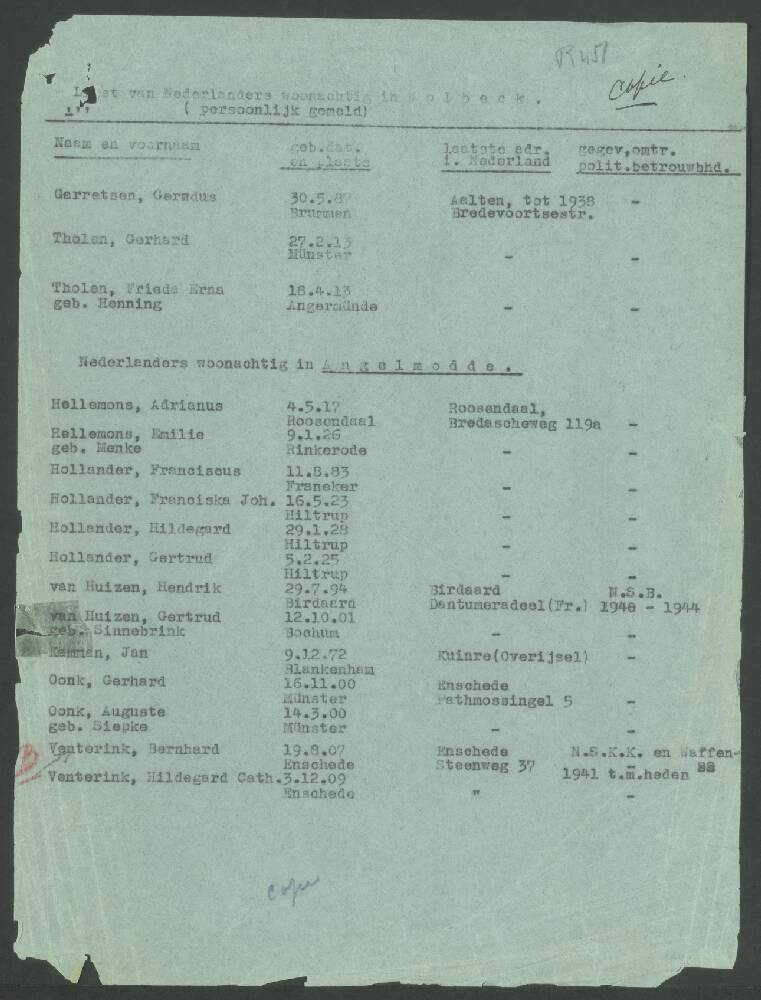 copie
L st van Nederlanders woonachtig in Wolbeck.
1", ( persoonlijk gemeld)
Naam en voornaam geb.dat. laatste adr. gegev.omtr.
en plaats i. Nederland polit.betrouwbhd.
Garretsen, Germdus 30.5.87 Aalten, tot 1938 -
Brummen Bredevoortsestr.
Tholen, Gerhard 27.2.13
Münster - -
Tholen, Frieda Erna 18.4.13
geb. Henning Angermünde - -
Nederlanders woonachtig in Angelmodde.
Hellemons, Adrianus 4.5.17 Roosendaal,
Roosendaal Bredascheweg 119a -
Hellemons, Emilie 9.1.26
geb. Menke Rinkerode - -
Hollander, Franciscus 11.8.83
Franeker - -
Hollander, Franciska Joh. 16.5.23
Hiltrup - -
Hollander, Hildegard 29.1.28
Hiltrup - -
Hollander, Gertrud 5.2.25
Hiltrup - -
van Huizen, Hendrik 29.7.94 Birdaard N.S.B.
Birdaard Dantumeradeel(Fr.) 1940 - 1944
van Huizen, Gertrud 12.10.01
geb. Sinnebrink Bochum - -
Kamman, Jan 9.12.72 Kuinre(Overijsel) -
Blankenham
Oonk, Gerhard 16.11.00 Enschede
Münster Pathmossingel 5 -
Oonk, Auguste 14.3.00
geb. Siepke Münster - -
Venterink, Bernhard 19.8.07 Enschede N.S.K.K. en Waffen-
Enschede Steenweg 37 1941 t.m.heden SS
Venterink, Hildegard Cath.3.12.09
Enschede " -
copie